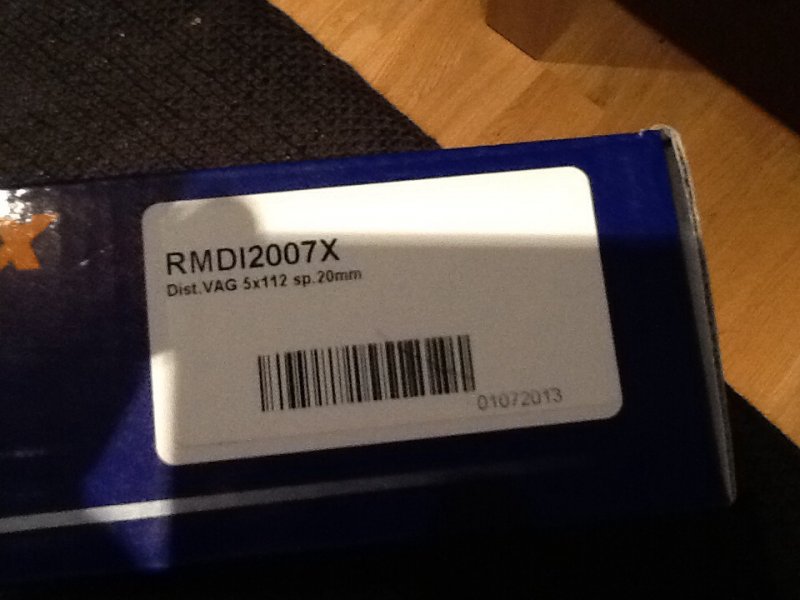 x
RMDI2007X
Dist.VAG 5x112 sp.20mm
01072013